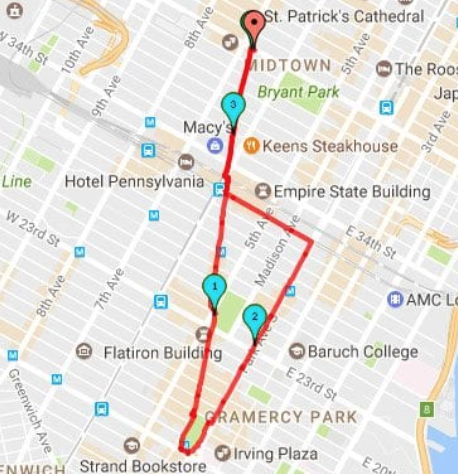 St. Patrick's Cathedral
8th Ave
10th Ave
y 34th St
MIDTOWN
5th Ave
The Roos
Bryant Park
Jap
9th Ave
3
Macy's
3rd Ave
Keens Steakhouse
Line
Hotel Pennsylvania
Empire State Building
W 23rd St
5th Ave
Madison Ave
E 34th St
8th Ave
7th Ave
1
AMC Lo
2
Flatiron Building
Park Ave S
Baruch College
Greenwich Ave
E 23rd St
8
GRAMERCY PARK
Irving Plaza
ENWICH
Strand Bookstore
E 20th